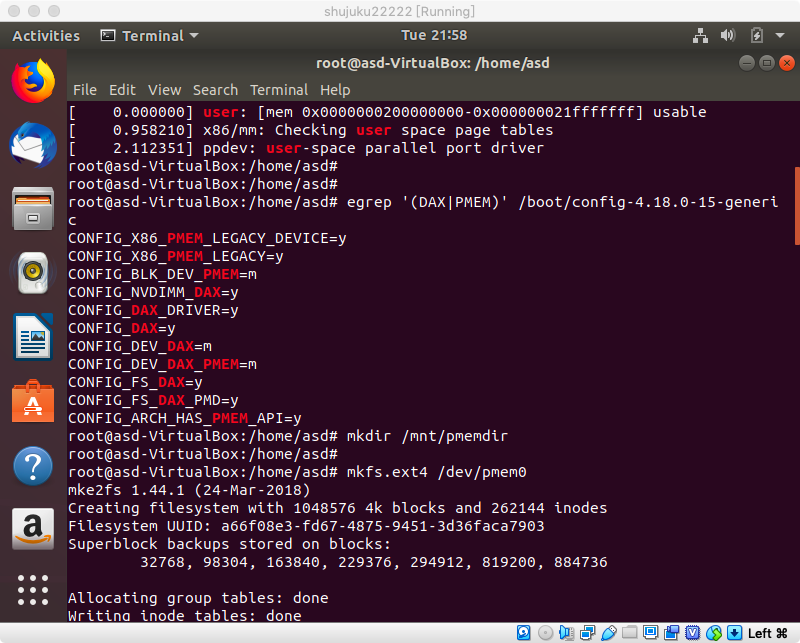 shujuku22222 [Running]
Activities Terminal Tue 21:58
root@asd-VirtualBox: /home/asd
File Edit View Search Terminal Help
[    0.000000] user: [mem 0x0000000200000000-0x000000021fffffff] usable
[    0.958210] x86/mm: Checking user space page tables
[    2.112351] ppdev: user-space parallel port driver
root@asd-VirtualBox:/home/asd#
root@asd-VirtualBox:/home/asd#
root@asd-VirtualBox:/home/asd# egrep '(DAX|PMEM)' /boot/config-4.18.0-15-generi
c
CONFIG_X86_PMEM_LEGACY_DEVICE=y
CONFIG_X86_PMEM_LEGACY=y
CONFIG_BLK_DEV_PMEM=m
CONFIG_NVDIMM_DAX=y
CONFIG_DAX_DRIVER=y
CONFIG_DAX=y
CONFIG_DEV_DAX=m
CONFIG_DEV_DAX_PMEM=m
CONFIG_FS_DAX=y
CONFIG_FS_DAX_PMD=y
CONFIG_ARCH_HAS_PMEM_API=y
root@asd-VirtualBox:/home/asd# mkdir /mnt/pmemdir
root@asd-VirtualBox:/home/asd#
root@asd-VirtualBox:/home/asd# mkfs.ext4 /dev/pmem0
mke2fs 1.44.1 (24-Mar-2018)
Creating filesystem with 1048576 4k blocks and 262144 inodes
Filesystem UUID: a66f08e3-fd67-4875-9451-3d36faca7903
Superblock backups stored on blocks:
32768, 98304, 163840, 229376, 294912, 819200, 884736
Allocating group tables: done
Writing inode tables: done
Left ⌘